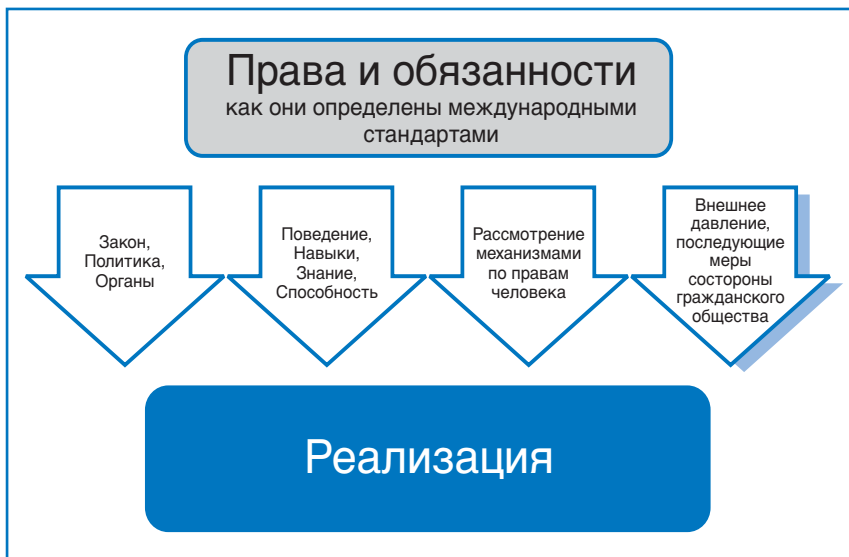 Права и обязанности
как они определены международными
стандартами
Закон,
Политика,
Органы
Поведение,
Навыки,
Знание,
Способность
Рассмотрение
механизмами
по правам
человека
Внешнее
давление,
последующие
меры
состороны
гражданского
общества
Реализация